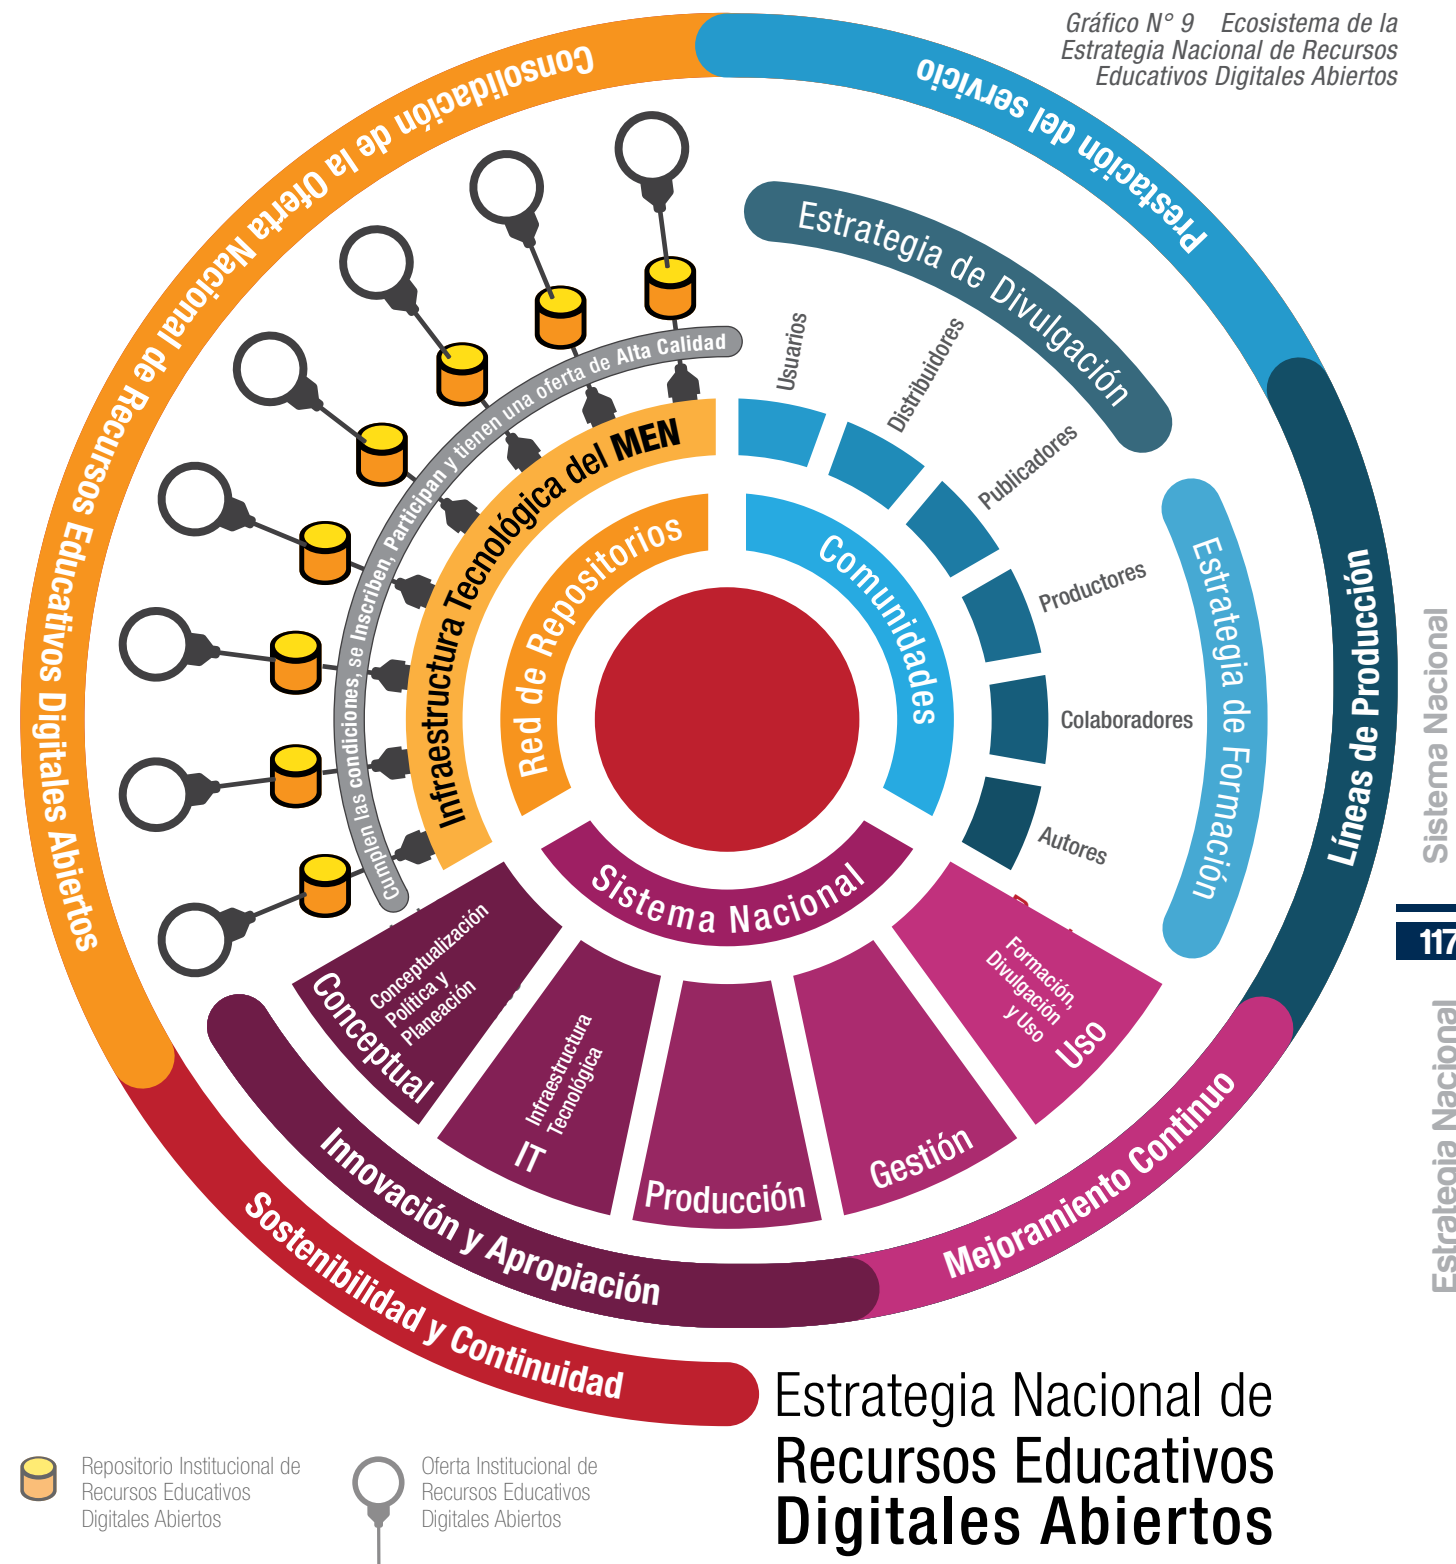 Gráfico N° 9 Ecosistema de la
Estrategia Nacional de Recursos
Educativos Digitales Abiertos
Consolidación de la Oferta Nacional de Recursos Educativos Digitales Abiertos
Prestación del servicio
Líneas de Producción
Mejoramiento Continuo
Innovación y Apropiación
Sostenibilidad y Continuidad
Estrategia de Divulgación
Estrategia de Formación
Usuarios
Distribuidores
Publicadores
Productores
Colaboradores
Autores
Cumplen las condiciones, se Inscriben, Participan y tienen una oferta de Alta Calidad
Infraestructura Tecnológica del MEN
Red de Repositorios
Comunidades
Sistema Nacional
Conceptualización
Política y
Planeación
Conceptual
Infraestructura
Tecnológica
IT
Producción
Gestión
Formación,
Divulgación
y Uso
Uso
Sistema Nacional
117
Estrategia Nacional
Estrategia Nacional de
Recursos Educativos
Digitales Abiertos
Repositorio Institucional de
Recursos Educativos
Digitales Abiertos
Oferta Institucional de
Recursos Educativos
Digitales Abiertos